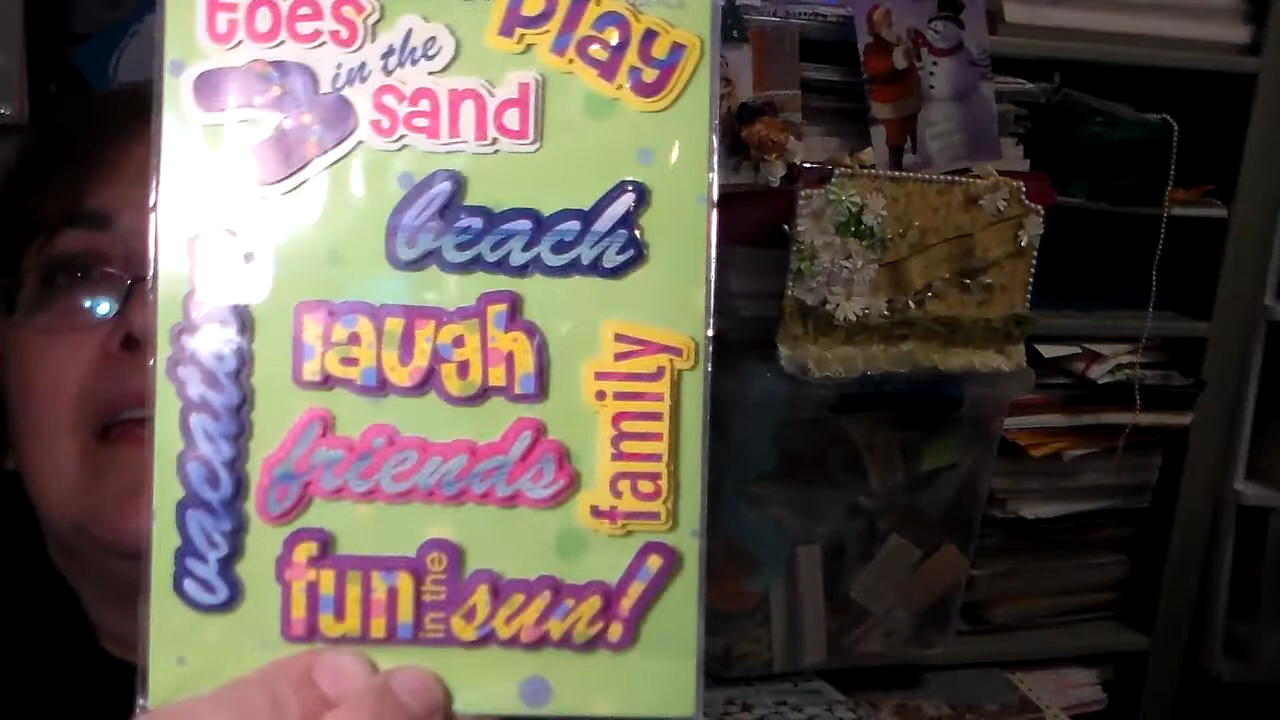 toes
in the
sand
play
beach
laugh
family
friends
fun in the sun!